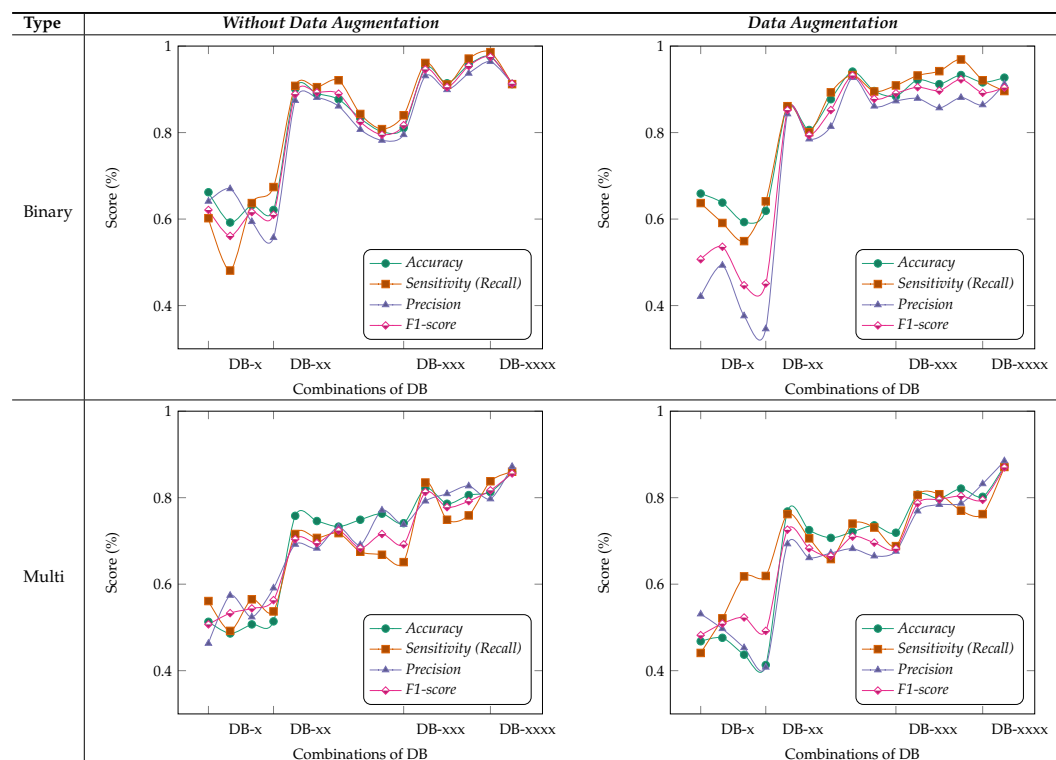 Type Without Data Augmentation Data Augmentation
Binary
1
0.8
0.6
0.4
Score (%)
Accuracy
Sensitivity (Recall)
Precision
F1-score
DB-x DB-xx DB-xxx DB-xxxx
Combinations of DB
1
0.8
0.6
0.4
Score (%)
Accuracy
Sensitivity (Recall)
Precision
F1-score
DB-x DB-xx DB-xxx DB-xxxx
Combinations of DB
Multi
1
0.8
0.6
0.4
Score (%)
Accuracy
Sensitivity (Recall)
Precision
F1-score
DB-x DB-xx DB-xxx DB-xxxx
Combinations of DB
1
0.8
0.6
0.4
Score (%)
Accuracy
Sensitivity (Recall)
Precision
F1-score
DB-x DB-xx DB-xxx DB-xxxx
Combinations of DB